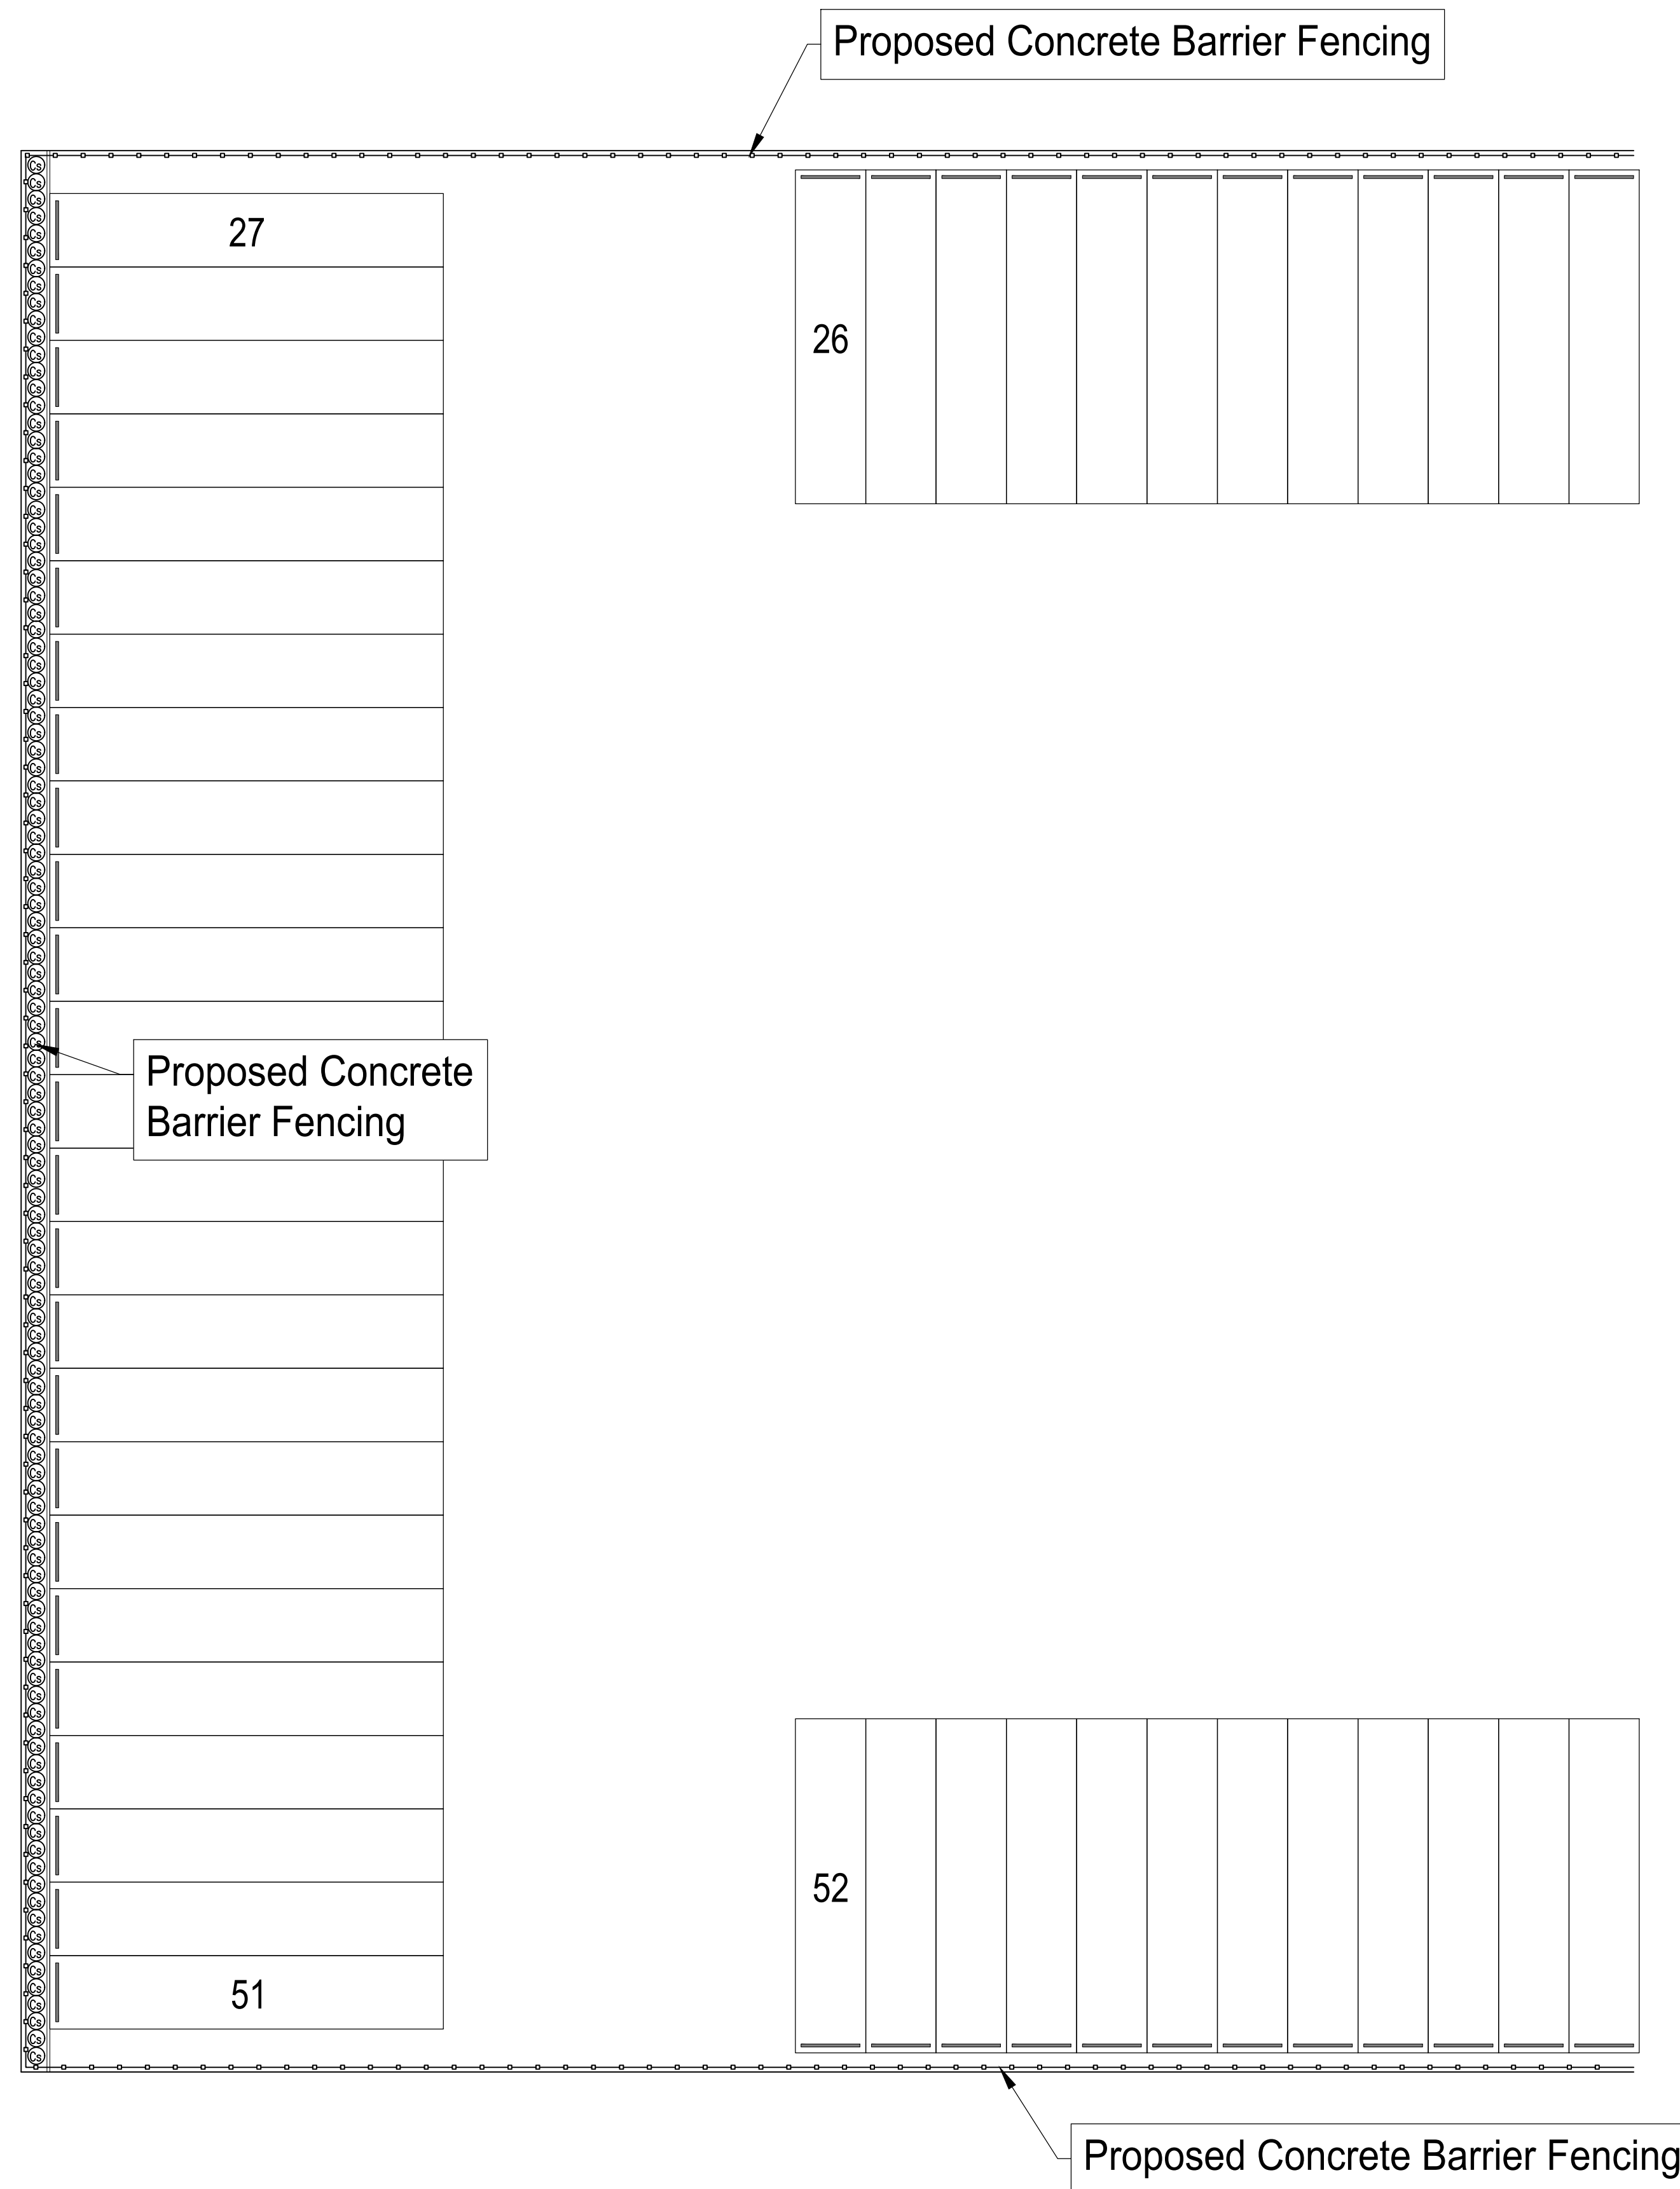 Proposed Concrete Barrier Fencing
27
26
Proposed Concrete
Barrier Fencing
52
51
Proposed Concrete Barrier Fencing